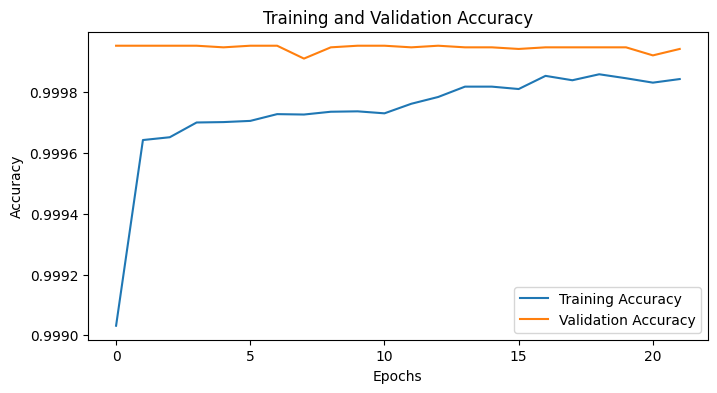 Training and Validation Accuracy
Accuracy
0.9998
0.9996
0.9994
0.9992
0.9990
0 5 10 15 20
Epochs
Training Accuracy
Validation Accuracy